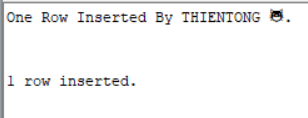 One Row Inserted By THIENTONG 😈.
1 row inserted.